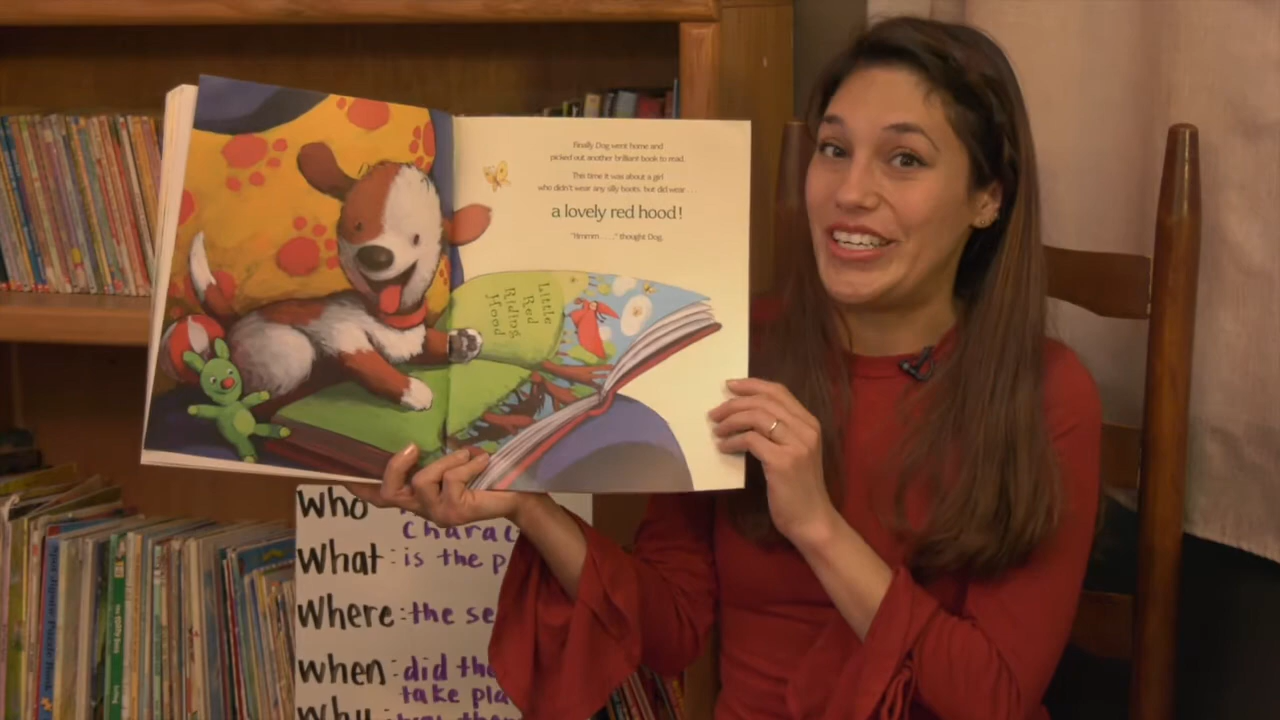 Finally Dog went home and
picked out another brilliant book to read.
This time it was about a girl
who didn't wear any silly boots, but did wear . . .
a lovely red hood!
"Hmmm . . . ," thought Dog.
Little
Red
Riding
Hood
Who
Charac
What: is the p
Where: the se
When: did the
take pla
Why: